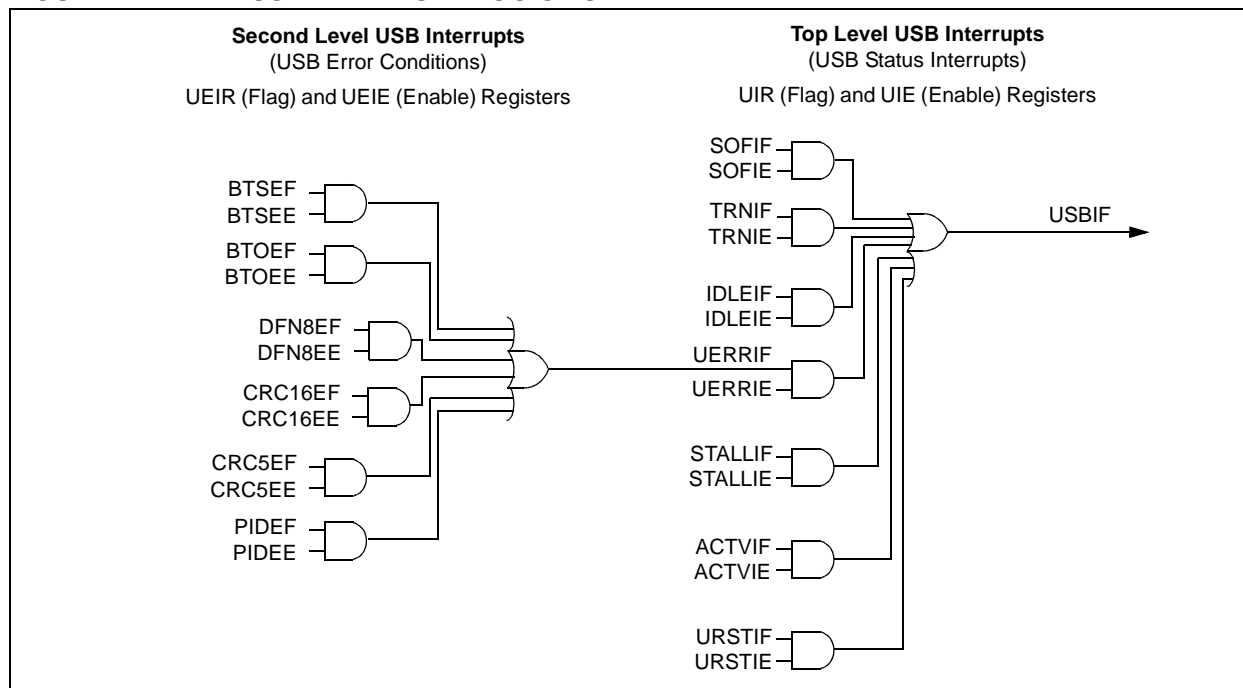 Second Level USB Interrupts
(USB Error Conditions)
UEIR (Flag) and UEIE (Enable) Registers
BTSEF
BTSEE
BTOEF
BTOEE
DFN8EF
DFN8EE
CRC16EF
CRC16EE
CRC5EF
CRC5EE
PIDEF
PIDEE
Top Level USB Interrupts
(USB Status Interrupts)
UIR (Flag) and UIE (Enable) Registers
SOFIF
SOFIE
TRNIF
TRNIE
IDLEIF
IDLEIE
UERRIF
UERRIE
STALLIF
STALLIE
ACTVIF
ACTVIE
URSTIF
URSTIE
USBIF